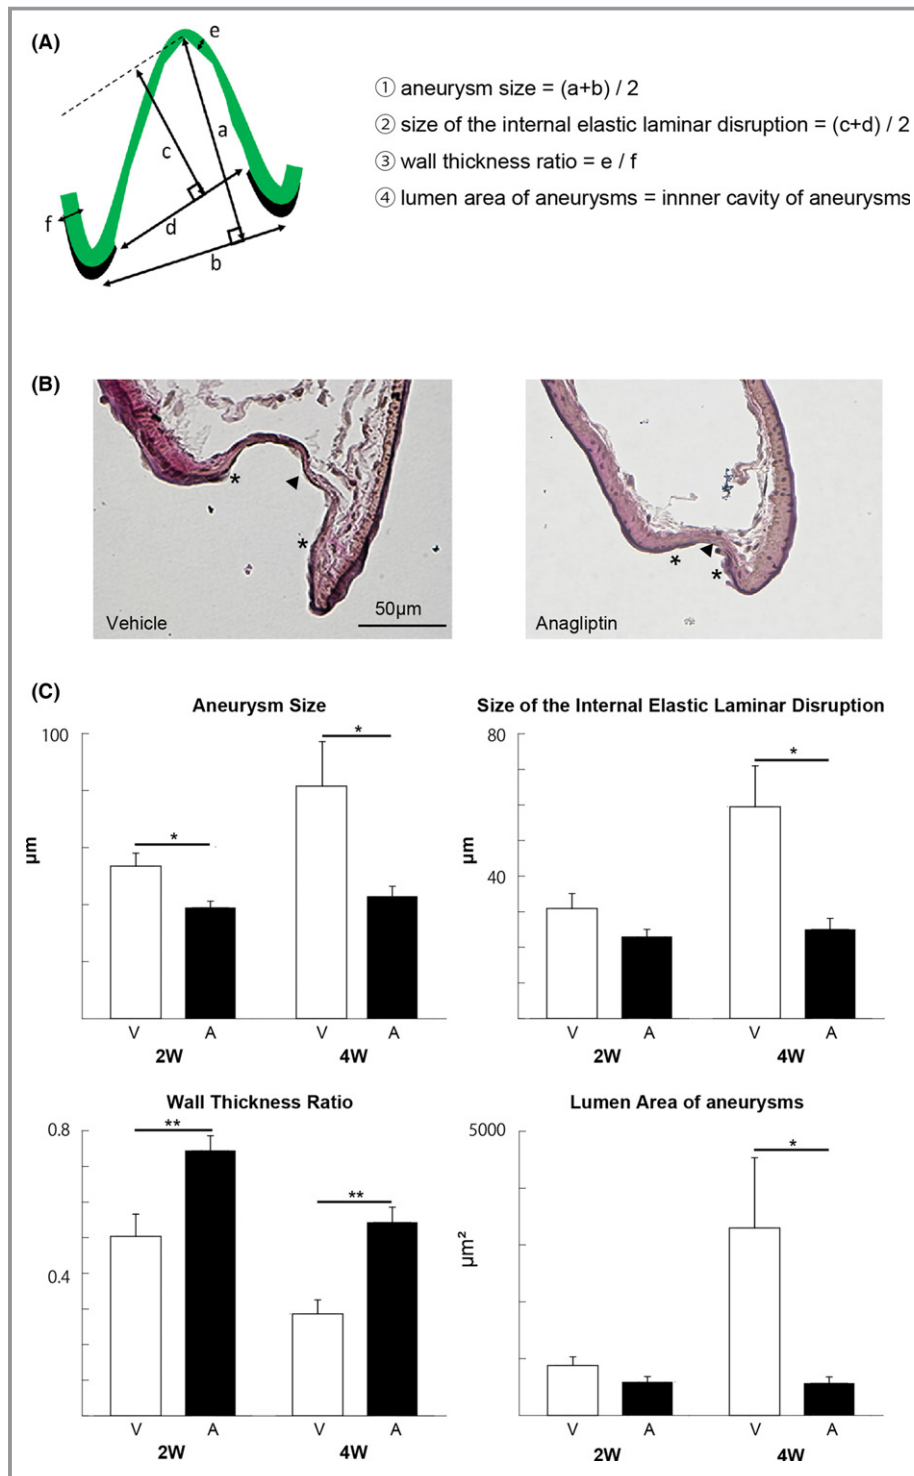 (A)
e
a
c
f
d
b
① aneurysm size = (a+b) / 2
② size of the internal elastic laminar disruption = (c+d) / 2
③ wall thickness ratio = e / f
④ lumen area of aneurysms = innner cavity of aneurysms
(B)
* *
Vehicle
50µm
* *
Anagliptin
(C)
Aneurysm Size
100
µm
* *
V A V A
2W 4W
Size of the Internal Elastic Laminar Disruption
80
40
µm
*
V A V A
2W 4W
Wall Thickness Ratio
0.8
0.4
** **
V A V A
2W 4W
Lumen Area of aneurysms
5000
µm²
*
V A V A
2W 4W